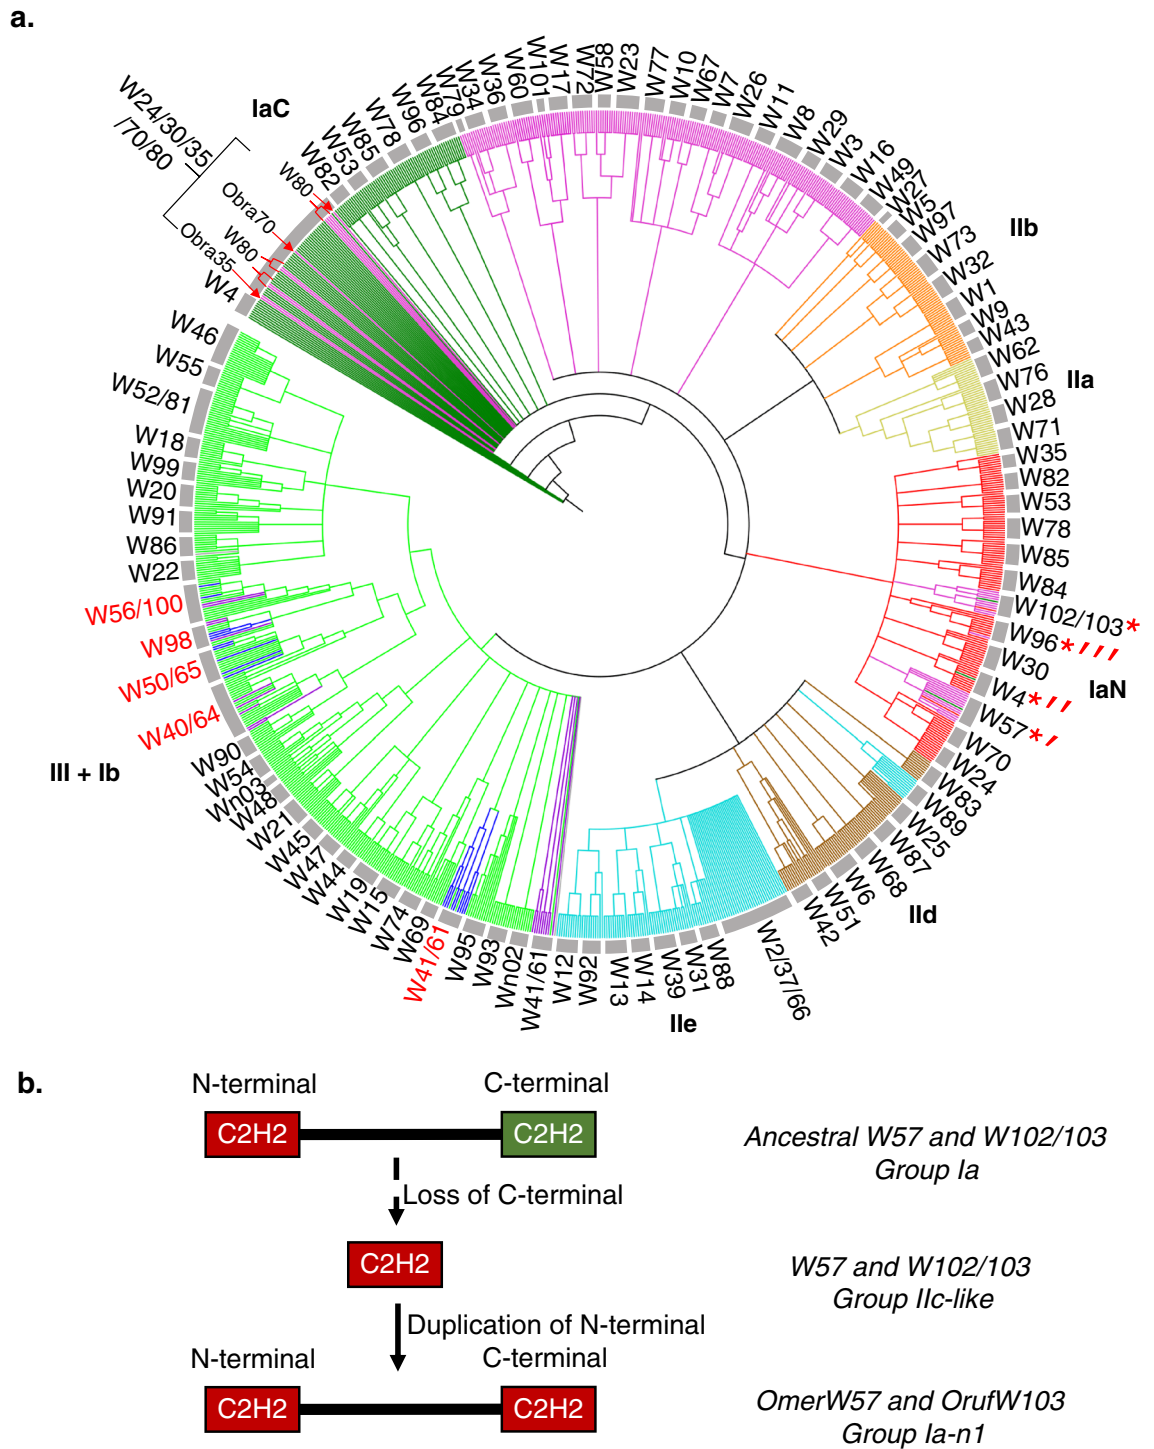 a.
IaC
W24/30/35
/70/80
W80
Obra70
W80
Obra35
W4
W82
W53
W85
W78
W96
W84
W79
W34
W36
W60
W101
W17
W72
W58
W23
W77
W10
W67
W7
W26
W11
W8
W29
W3
W16
W49
W27
W5
W97
IIb
W73
W32
W1
W9
W43
W62
IIa
W76
W28
W71
W35
W82
W53
W78
W85
W84
W102/103*
W96*′′′
W30
IaN
W4*′′
W57*′
W70
W24
W83
W89
W25
W87
W68
IId
W6
W51
W42
W2/37/66
W88
W31
W39
IIe
W14
W13
W92
W12
W41/61
Wn02
W93
W95
W41/61
W69
W74
W15
W19
W44
W47
W45
W21
W48
Wn03
W54
W90
III + Ib
W40/64
W50/65
W98
W56/100
W22
W86
W91
W20
W99
W18
W52/81
W55
W46
b.
N-terminal
C-terminal
C2H2
C2H2
Ancestral W57 and W102/103
Group Ia
Loss of C-terminal
C2H2
W57 and W102/103
Group IIc-like
Duplication of N-terminal
N-terminal
C-terminal
C2H2
C2H2
OmerW57 and OrufW103
Group Ia-n1